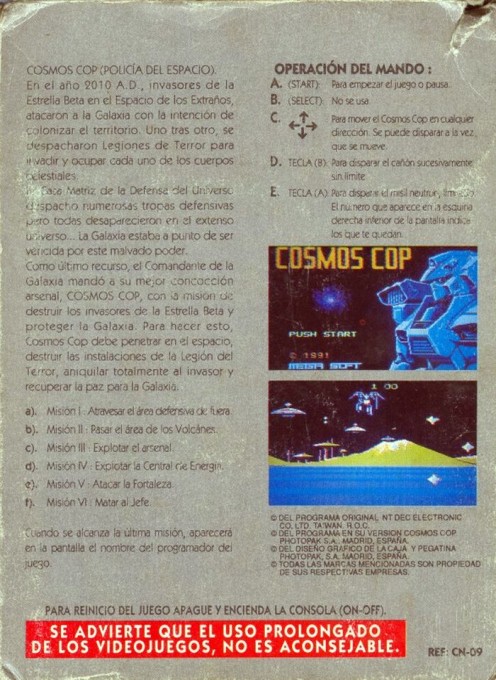 COSMOS COP (POLICÍA DEL ESPACIO).
En el año 2010 A.D., invasores de la
Estrella Beta en el Espacio de los Extraños,
atacaron a la Galaxia con la intención de
colonizar el territorio. Uno tras otro, se
despacharon Legiones de Terror para
invadir y ocupar cada uno de los cuerpos
celestiales.
Base Matriz de la Defensa del Universo
despacho numerosas tropas defensivas
pero todas desaparecieron en el extenso
universo... La Galaxia estaba a punto de ser
vencida por este malvado poder.
Como último recurso, el Comandante de la
Galaxia mandó a su mejor concocción
arsenal, COSMOS COP, con la misión de
destruir los invasores de la Estrella Beta y
proteger la Galaxia. Para hacer esto,
Cosmos Cop debe penetrar en el espacio,
destruir las instalaciones de la Legión del
Terror, aniquilar totalmente al invasor y
recuperar la paz para la Galaxia.
a). Misión I : Atravesar el área defensiva de fuera.
b). Misión II : Pasar el área de los Volcánes.
c). Misión III : Explotar el arsenal.
d). Misión IV : Explotar la Central de Energía.
e). Misión V : Atacar la Fortaleza.
f). Misión VI : Matar al Jefe.
Cuando se alcanza la última misión, aparecerá
en la pantalla el nombre del programador del
juego.
OPERACIÓN DEL MANDO :
A. (START): Para empezar el juego o pausa.
B. (SELECT): No se usa.
C. Para mover el Cosmos Cop en cualquier
dirección. Se puede disparar a la vez
que se mueve.
D. TECLA (B): Para disparar el cañón sucesivamente
sin límite.
E. TECLA (A): Para disparar el misil neutrur, limitado.
El número que aparece en la esquina
derecha inferior de la pantalla indica
los que te quedan.
COSMOS COP
PUSH START
© 1991
MEGA SOFT
1 00
© DEL PROGRAMA ORIGINAL NT DEC ELECTRONIC
CO. LTD. TAIWAN. R.O.C.
© DEL PROGRAMA EN SU VERSION COSMOS COP
PHOTOPAK S.A. MADRID, ESPAÑA.
© DEL DISEÑO GRÁFICO DE LA CAJA Y PEGATINA
PHOTOPAK, S.A. MADRID, ESPAÑA.
© TODAS LAS MARCAS MENCIONADAS SON PROPIEDAD
DE SUS RESPECTIVAS EMPRESAS.
PARA REINICIO DEL JUEGO APAGUE Y ENCIENDA LA CONSOLA (ON-OFF).
SE ADVIERTE QUE EL USO PROLONGADO
DE LOS VIDEOJUEGOS, NO ES ACONSEJABLE.
REF: CN-09